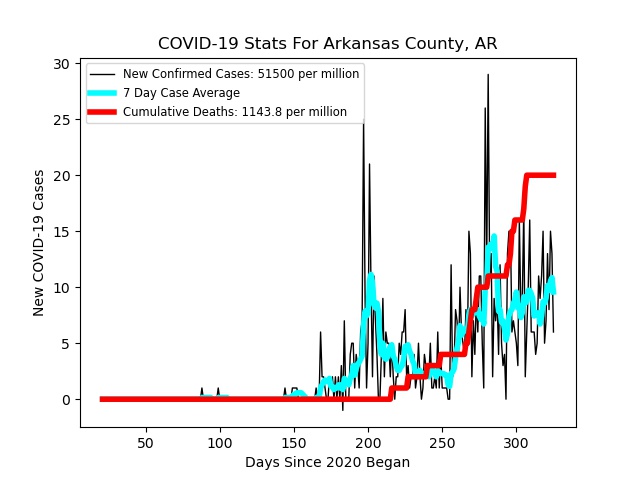 COVID-19 Stats For Arkansas County, AR
New Confirmed Cases: 51500 per million
7 Day Case Average
Cumulative Deaths: 1143.8 per million
New COVID-19 Cases
30
25
20
15
10
5
0
50 100 150 200 250 300
Days Since 2020 Began